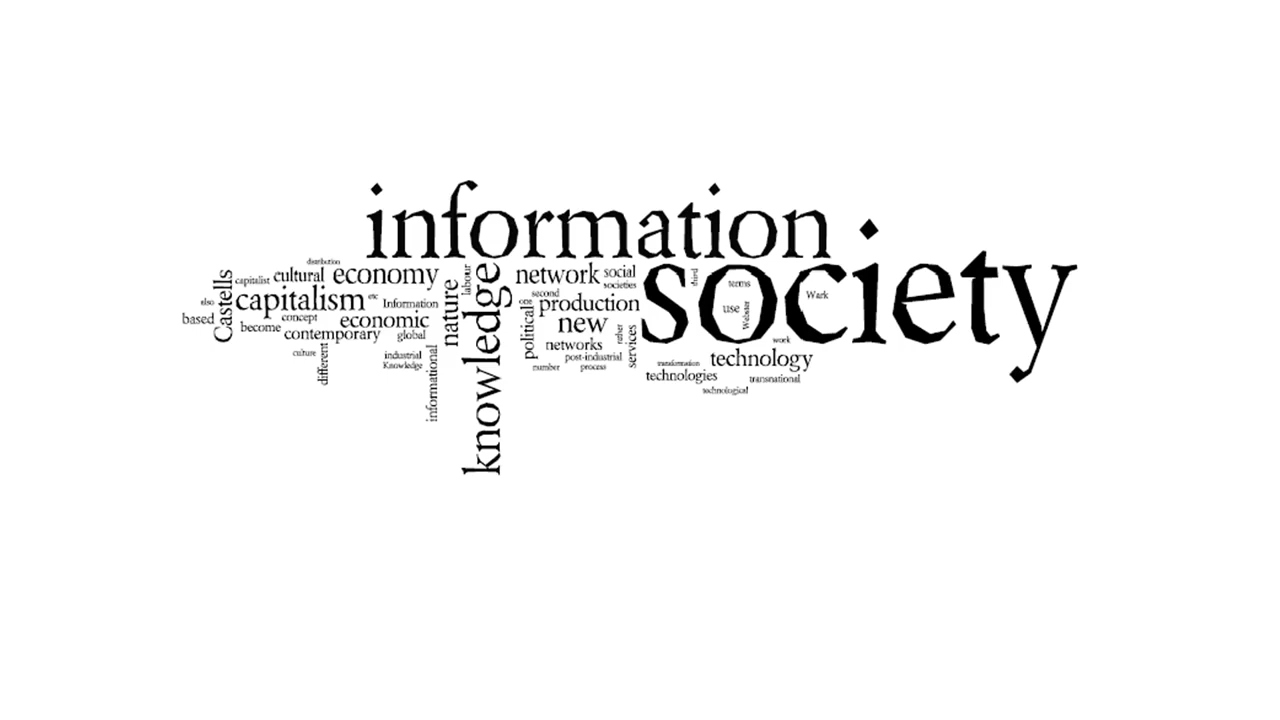 information
society
distribution
capitalist
cultural
economy
labour
network
social
societies
third
terms
Castells
also
capitalism
etc
Information
nature
knowledge
second
one
production
use
Webster
Wark
based
become
concept
economic
contemporary
global
political
new
rather
services
work
networks
culture
different
industrial
Knowledge
informational
post-industrial
number
process
transformation
technology
technologies
transnational
technological